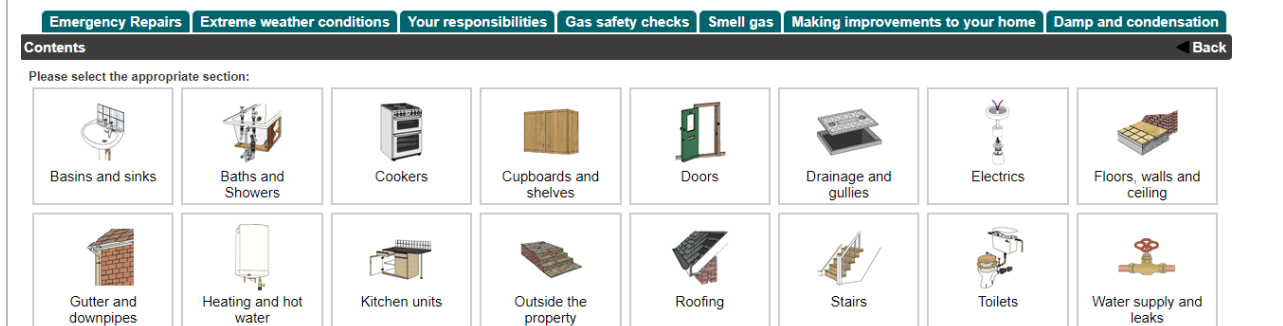 Emergency Repairs Extreme weather conditions Your responsibilities Gas safety checks Smell gas Making improvements to your home Damp and condensation
Contents Back
Please select the appropriate section:
Basins and sinks
Baths and
Showers
Cookers
Cupboards and
shelves
Doors
Drainage and
gullies
Electrics
Floors, walls and
ceiling
Gutter and
downpipes
Heating and hot
water
Kitchen units
Outside the
property
Roofing
Stairs
Toilets
Water supply and
leaks